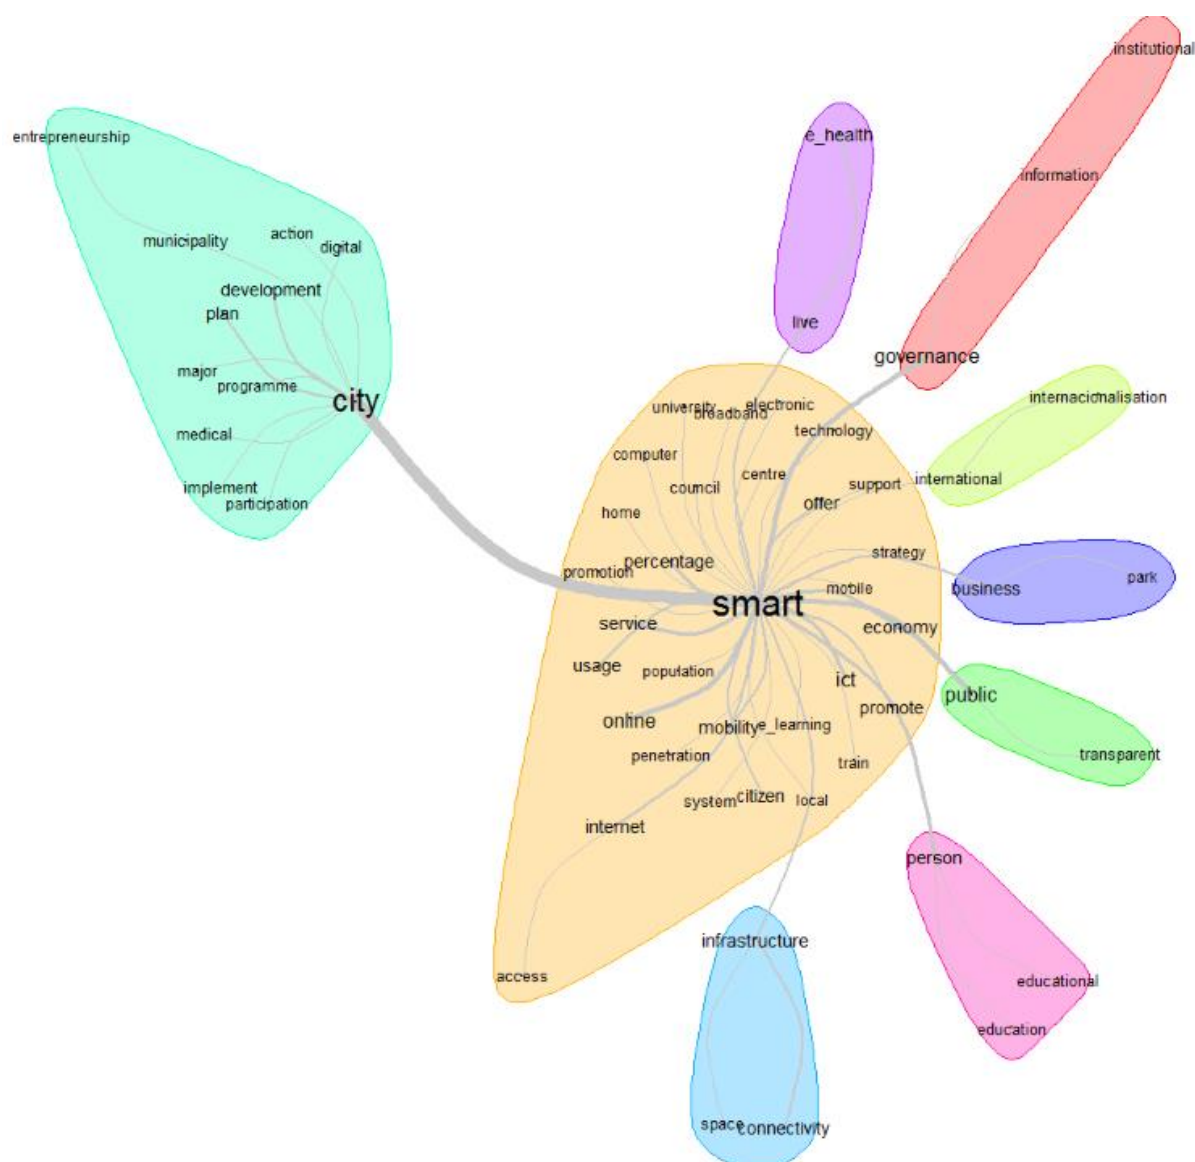 institutional
entrepreneurship
e_health
information
action
municipality
digital
development
plan
live
governance
major
programme
city
internacionalisation
university
electronic
broadband
technology
medical
computer
centre
council
support
international
implement
participation
offer
home
strategy
percentage
promotion
mobile
business
park
smart
service
economy
usage
population
ict
public
promote
online
mobility
e_learning
penetration
train
transparent
system
citizen
local
internet
person
infrastructure
access
educational
education
space
connectivity